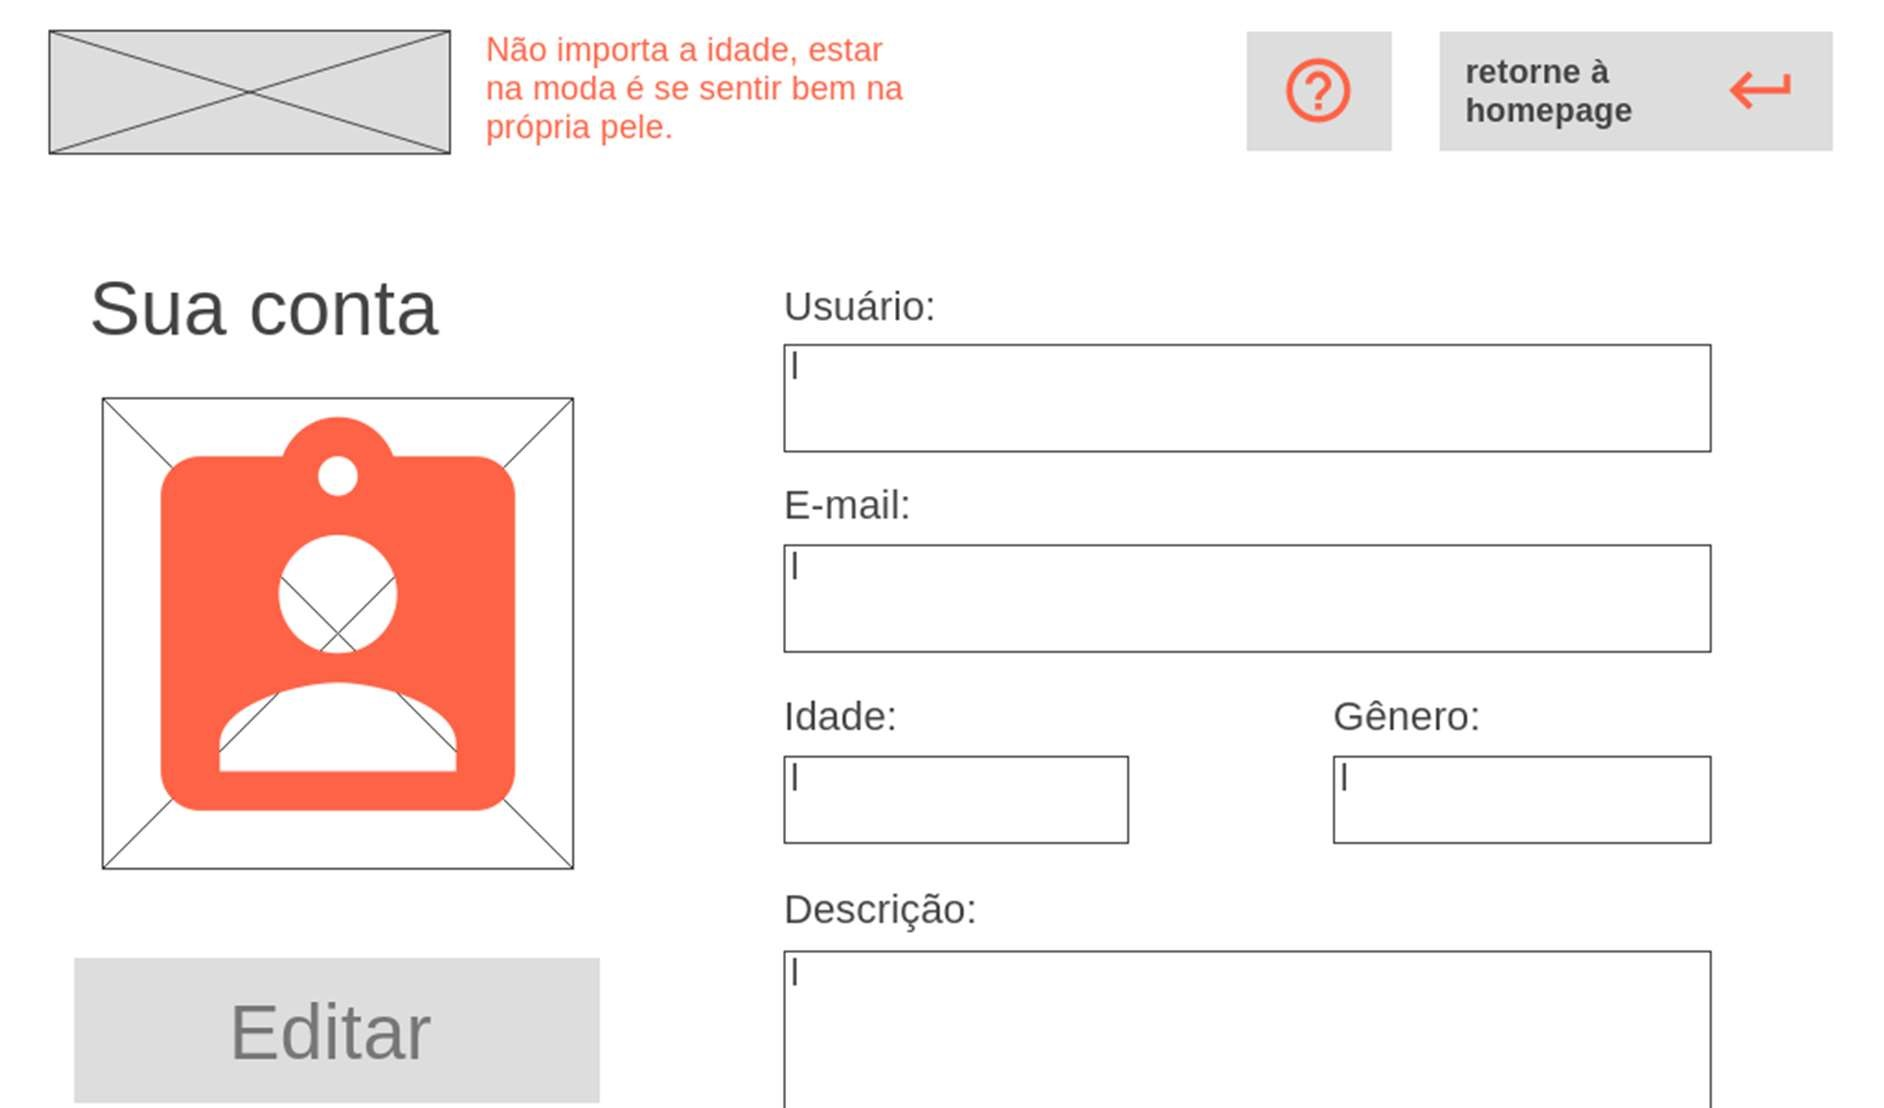 Não importa a idade, estar
na moda é se sentir bem na
própria pele.
retorne à
homepage
Sua conta
Usuário:
E-mail:
Idade:
Gênero:
Descrição:
Editar